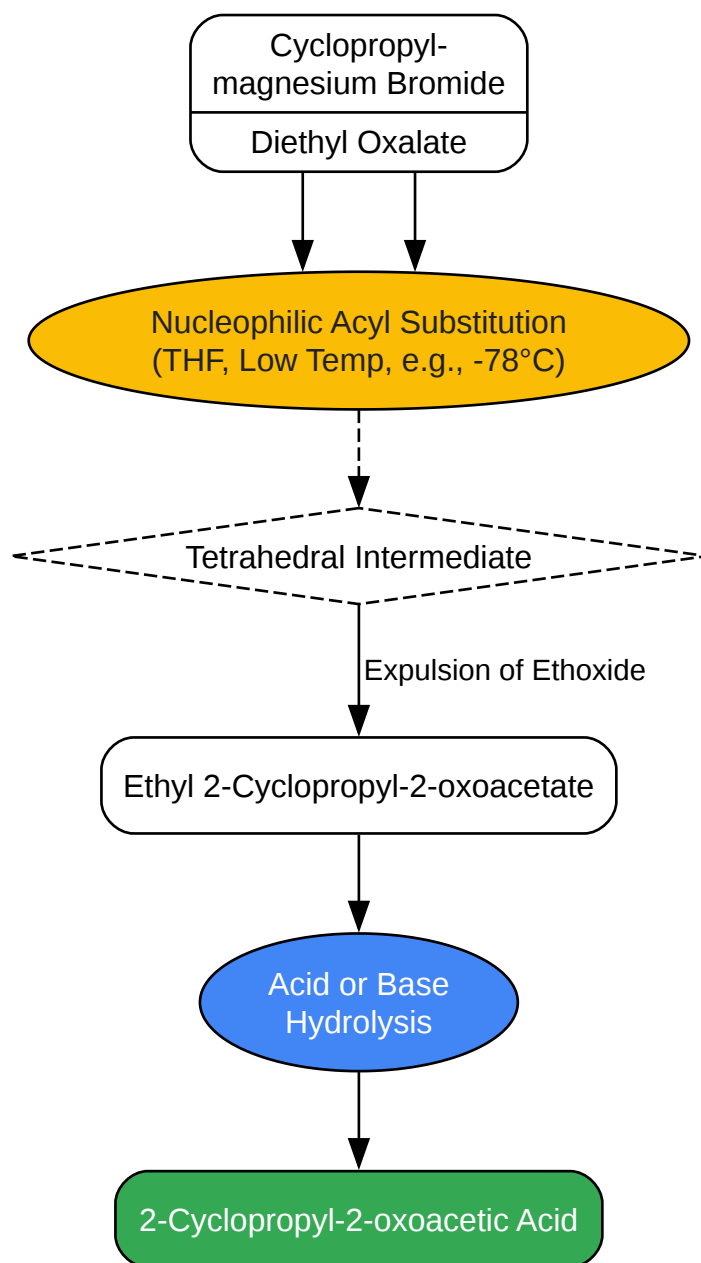 Cyclopropyl-
magnesium Bromide
Diethyl Oxalate
Nucleophilic Acyl Substitution
(THF, Low Temp, e.g., -78°C)
Tetrahedral Intermediate
Expulsion of Ethoxide
Ethyl 2-Cyclopropyl-2-oxoacetate
Acid or Base
Hydrolysis
2-Cyclopropyl-2-oxoacetic Acid